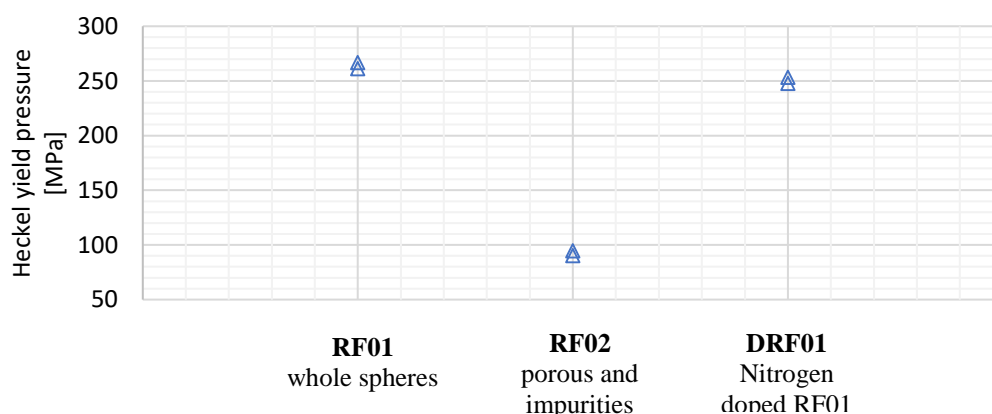 300
250
200
150
100
50
Heckel yield pressure
[MPa]
RF01
whole spheres
RF02
porous and
impurities
DRF01
Nitrogen
doped RF01